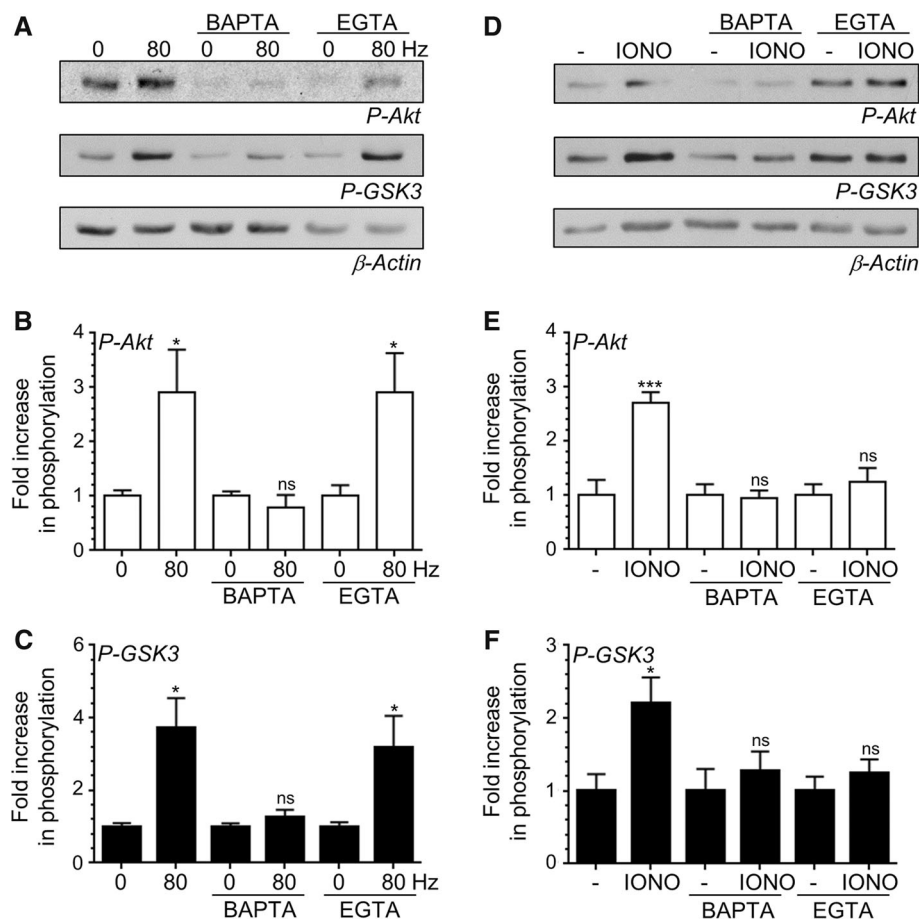 A
BAPTA EGTA
0 80 0 80 0 80 Hz
P-Akt
P-GSK3
β-Actin
D
BAPTA EGTA
- IONO - IONO - IONO
P-Akt
P-GSK3
β-Actin
B
P-Akt
Fold increase
in phosphorylation
4
3
2
1
0
* ns *
0 80 0 80 0 80 Hz
BAPTA EGTA
E
P-Akt
Fold increase
in phosphorylation
4
3
2
1
0
*** ns ns
- IONO - IONO - IONO
BAPTA EGTA
C
P-GSK3
Fold increase
in phosphorylation
6
4
2
0
* ns *
0 80 0 80 0 80 Hz
BAPTA EGTA
F
P-GSK3
Fold increase
in phosphorylation
3
2
1
0
* ns ns
- IONO - IONO - IONO
BAPTA EGTA